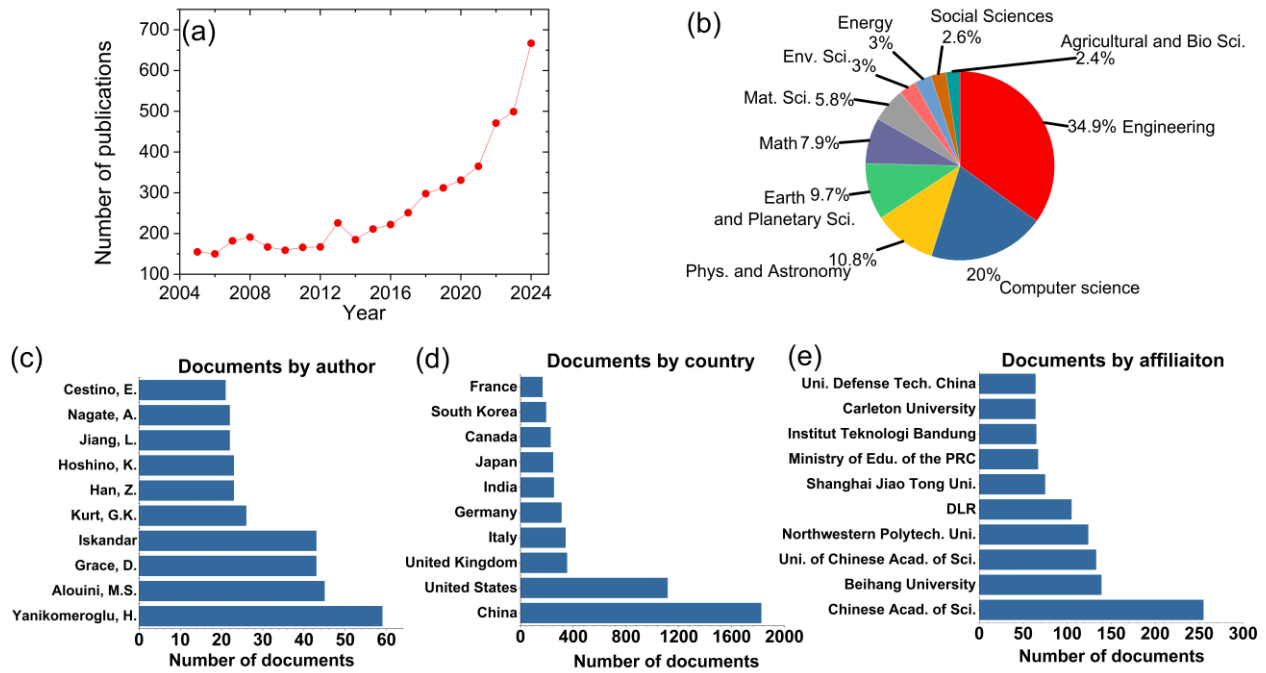 (a)
Number of publications
700
600
500
400
300
200
100
2004
2008
2012
2016
2020
2024
Year
(b)
Energy
3%
Social Sciences
2.6%
Agricultural and Bio Sci.
2.4%
Env. Sci.
3%
Mat. Sci. 5.8%
Math 7.9%
Earth 9.7%
and Planetary Sci.
Phys. and Astronomy
10.8%
34.9% Engineering
20%
Computer science
(c)
Documents by author
Cestino, E.
Nagate, A.
Jiang, L.
Hoshino, K.
Han, Z.
Kurt, G.K.
Iskandar
Grace, D.
Alouini, M.S.
Yanikomeroglu, H.
0 10 20 30 40 50 60
Number of documents
(d)
Documents by country
France
South Korea
Canada
Japan
India
Germany
Italy
United Kingdom
United States
China
0 400 800 1200 1600 2000
Number of documents
(e)
Documents by affiliaiton
Uni. Defense Tech. China
Carleton University
Institut Teknologi Bandung
Ministry of Edu. of the PRC
Shanghai Jiao Tong Uni.
DLR
Northwestern Polytech. Uni.
Uni. of Chinese Acad. of Sci.
Beihang University
Chinese Acad. of Sci.
0 50 100 150 200 250 300
Number of documents